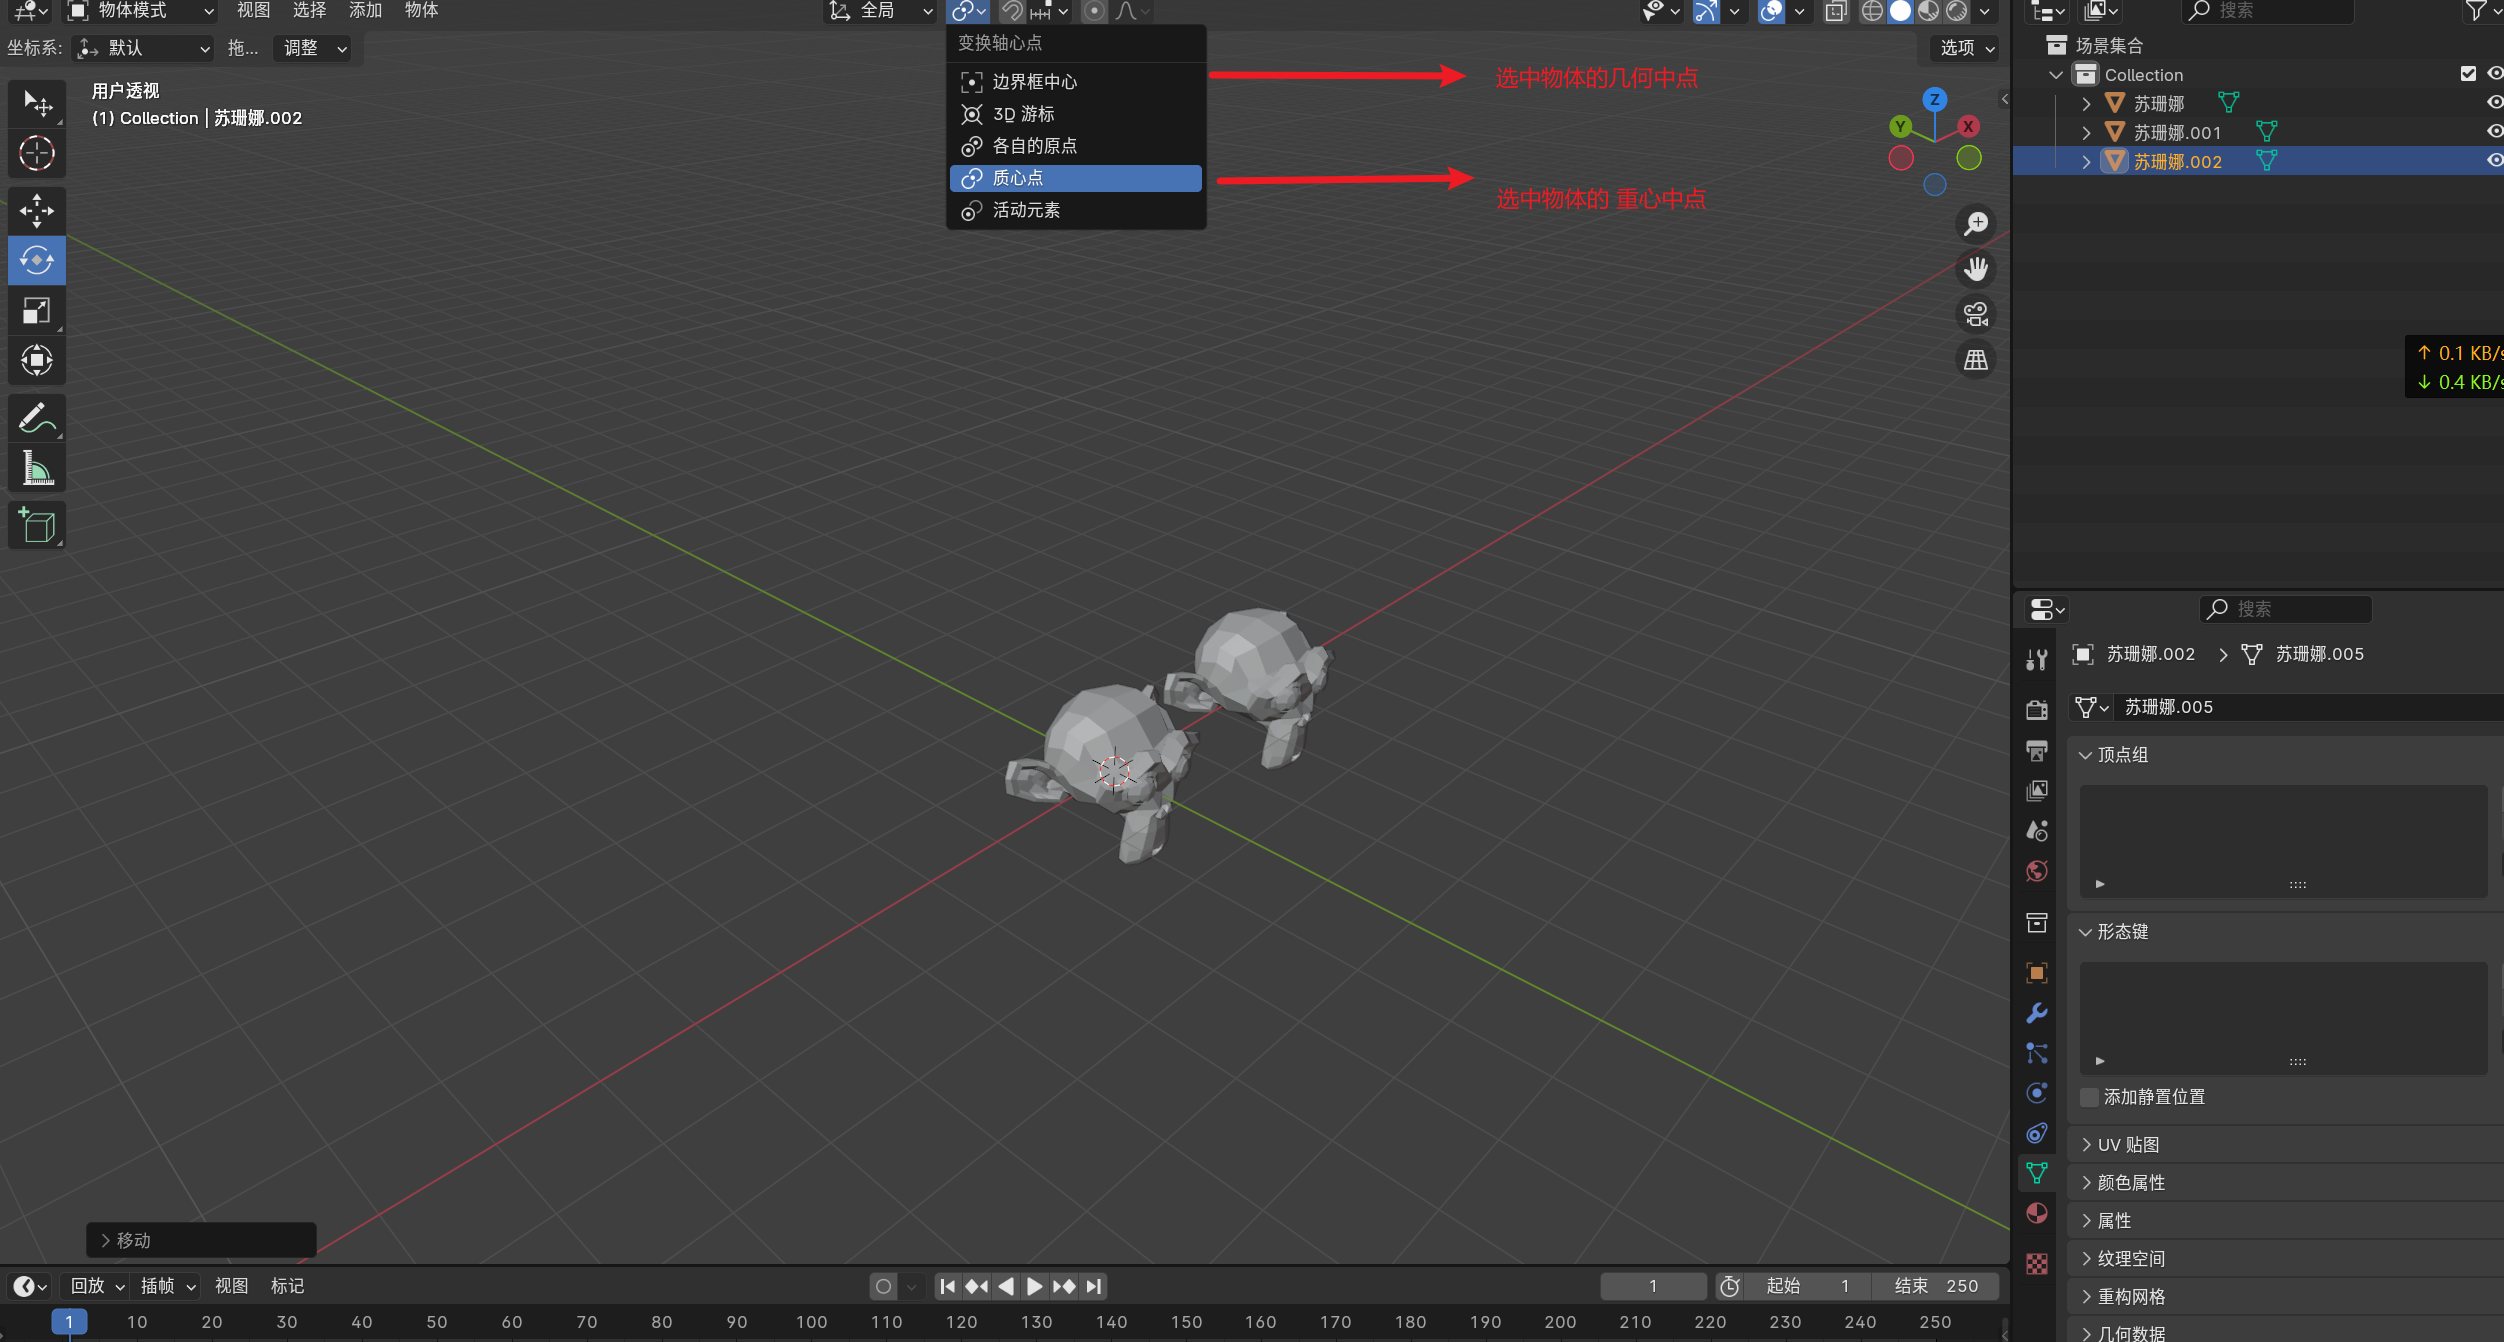 物体模式 视图 选择 添加 物体 全局 搜索
坐标系: 默认 拖... 调整 选项
用户透视
(1) Collection | 苏珊娜.002
变换轴心点
边界框中心
3D 游标
各自的原点
质心点
活动元素
选中物体的几何中点
选中物体的 重心中点
Z
Y
X
场景集合
Collection
苏珊娜
苏珊娜.001
苏珊娜.002
↑ 0.1 KB/s
↓ 0.4 KB/s
搜索
苏珊娜.002 > 苏珊娜.005
苏珊娜.005
顶点组
形态键
添加静置位置
UV 贴图
颜色属性
属性
纹理空间
重构网格
几何数据
移动
回放 插帧 视图 标记 1 起始 1 结束 250
1 10 20 30 40 50 60 70 80 90 100 110 120 130 140 150 160 170 180 190 200 210 220 230 240 250